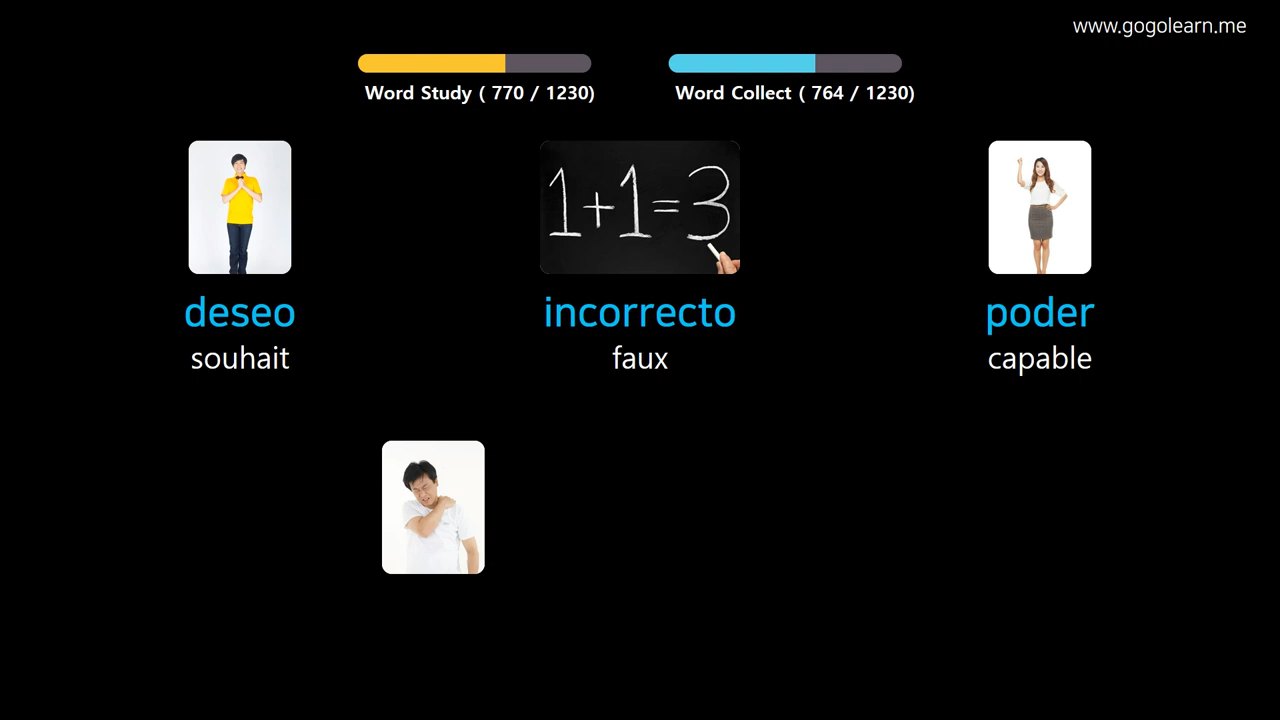 www.gogolearn.me
Word Study ( 770 / 1230)
Word Collect ( 764 / 1230)
1+1=3
deseo
incorrecto
poder
souhait
faux
capable